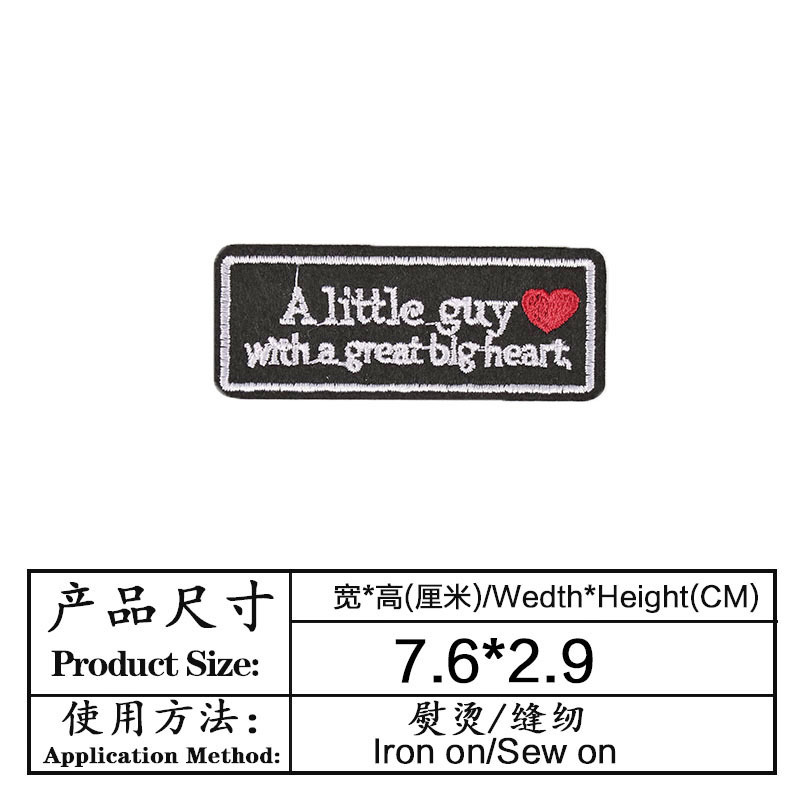 A little guy
with a great big heart
产品尺寸
Product Size:
宽*高(厘米)/Wedth*Height(CM)
7.6*2.9
使用方法:
Application Method:
熨烫/缝纫
Iron on/Sew on